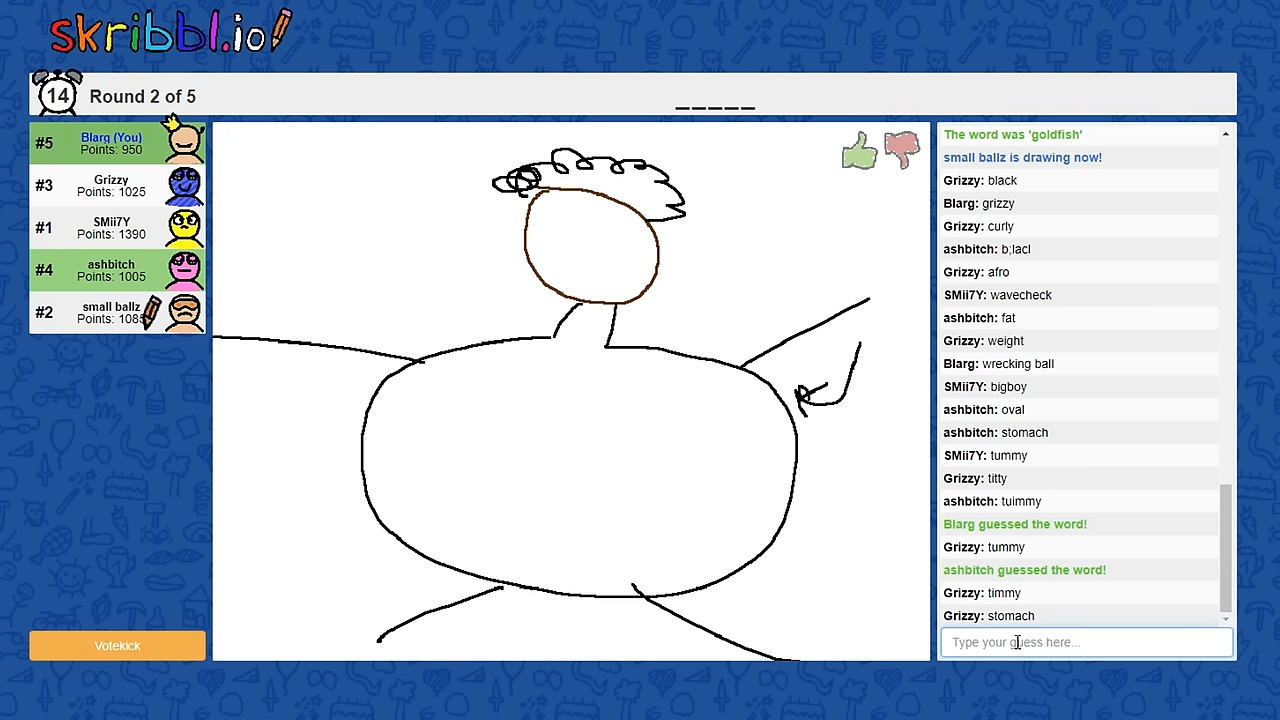 skribbl.io
14
Round 2 of 5
_____
#5
Blarg (You)
Points: 950
#3
Grizzy
Points: 1025
#1
SMii7Y
Points: 1390
#4
ashbitch
Points: 1005
#2
small ballz
Points: 1085
Votekick
The word was 'goldfish'
small ballz is drawing now!
Grizzy: black
Blarg: grizzy
Grizzy: curly
ashbitch: b;lacl
Grizzy: afro
SMii7Y: wavecheck
ashbitch: fat
Grizzy: weight
Blarg: wrecking ball
SMii7Y: bigboy
ashbitch: oval
ashbitch: stomach
SMii7Y: tummy
Grizzy: titty
ashbitch: tuimmy
Blarg guessed the word!
Grizzy: tummy
ashbitch guessed the word!
Grizzy: timmy
Grizzy: stomach
Type your guess here...